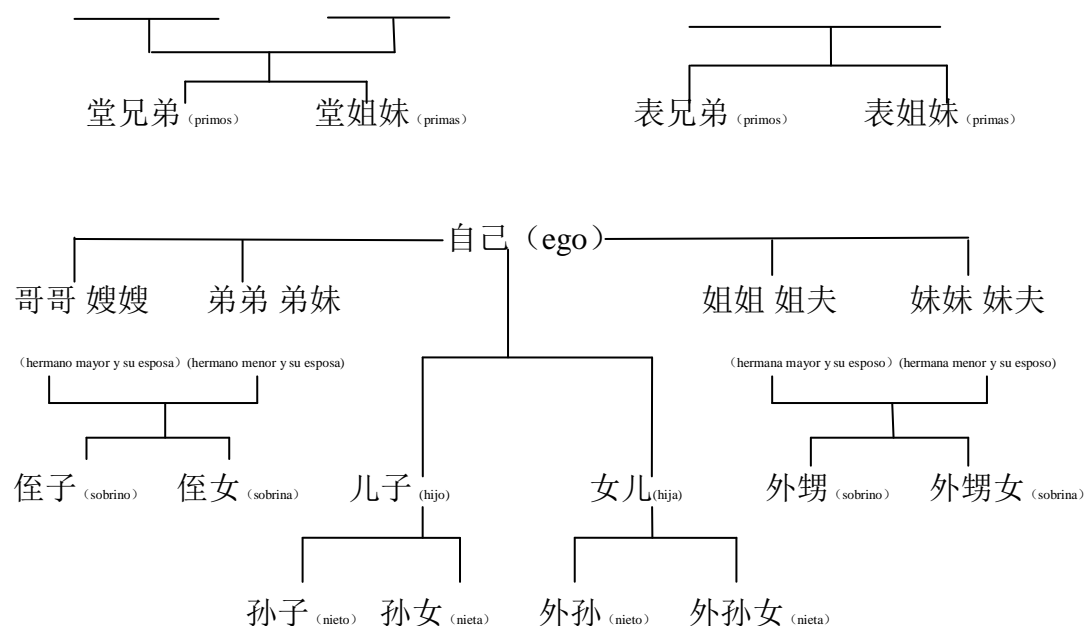 堂兄弟（primos） 堂姐妹（primas） 表兄弟（primos） 表姐妹（primas）
自己（ego）
哥哥 嫂嫂 弟弟 弟妹 姐姐 姐夫 妹妹 妹夫
（hermano mayor y su esposa）(hermano menor y su esposa) （hermana mayor y su esposo）(hermana menor y su esposo)
侄子（sobrino） 侄女（sobrina） 儿子(hijo) 女儿(hija) 外甥（sobrino） 外甥女（sobrina）
孙子（nieto） 孙女（nieta） 外孙（nieto） 外孙女（nieta）